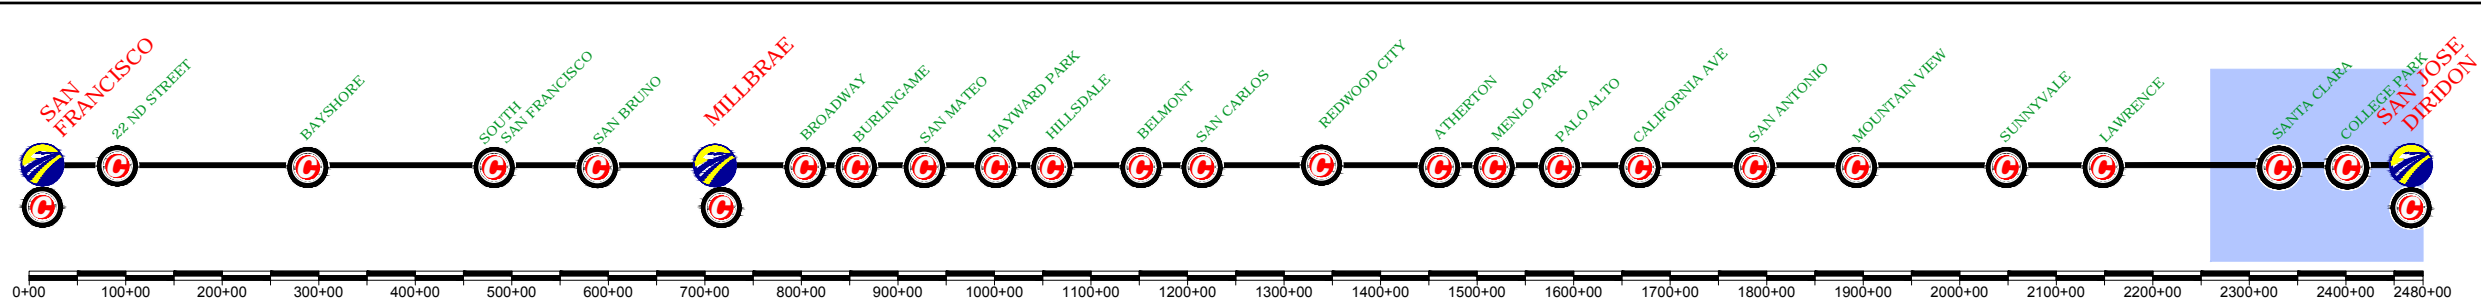 SAN
FRANCISCO
22 ND STREET
BAYSHORE
SOUTH
SAN FRANCISCO
SAN BRUNO
MILLBRAE
BROADWAY
BURLINGAME
SAN MATEO
HAYWARD PARK
HILLSDALE
BELMONT
SAN CARLOS
REDWOOD CITY
ATHERTON
MENLO PARK
PALO ALTO
CALIFORNIA AVE
SAN ANTONIO
MOUNTAIN VIEW
SUNNYVALE
LAWRENCE
SANTA CLARA
COLLEGE PARK
SAN JOSE
DIRIDON
C C C C C C C C C C C C C C C C C C C C C
C C C
0+00 100+00 200+00 300+00 400+00 500+00 600+00 700+00 800+00 900+00 1000+00 1100+00 1200+00 1300+00 1400+00 1500+00 1600+00 1700+00 1800+00 1900+00 2000+00 2100+00 2200+00 2300+00 2400+00 2480+00